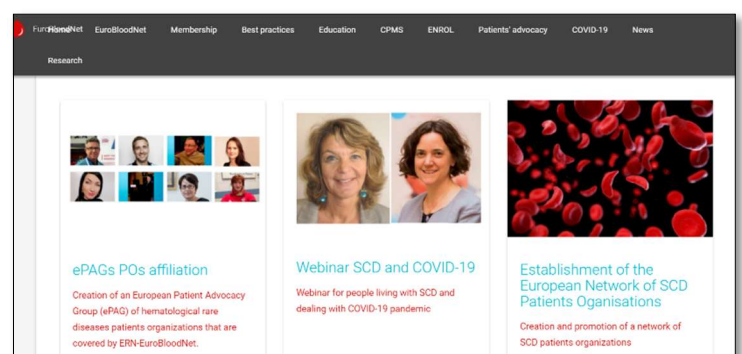 EuroBloodNet
Home EuroBloodNet Membership Best practices Education CPMS ENROL Patients' advocacy COVID-19 News
Research
ePAGs POs affiliation
Creation of an European Patient Advocacy
Group (ePAG) of hematological rare
diseases patients organizations that are
covered by ERN-EuroBloodNet.
Webinar SCD and COVID-19
Webinar for people living with SCD and
dealing with COVID-19 pandemic
Establishment of the
European Network of SCD
Patients Oganisations
Creation and promotion of a network of
SCD patients organizations